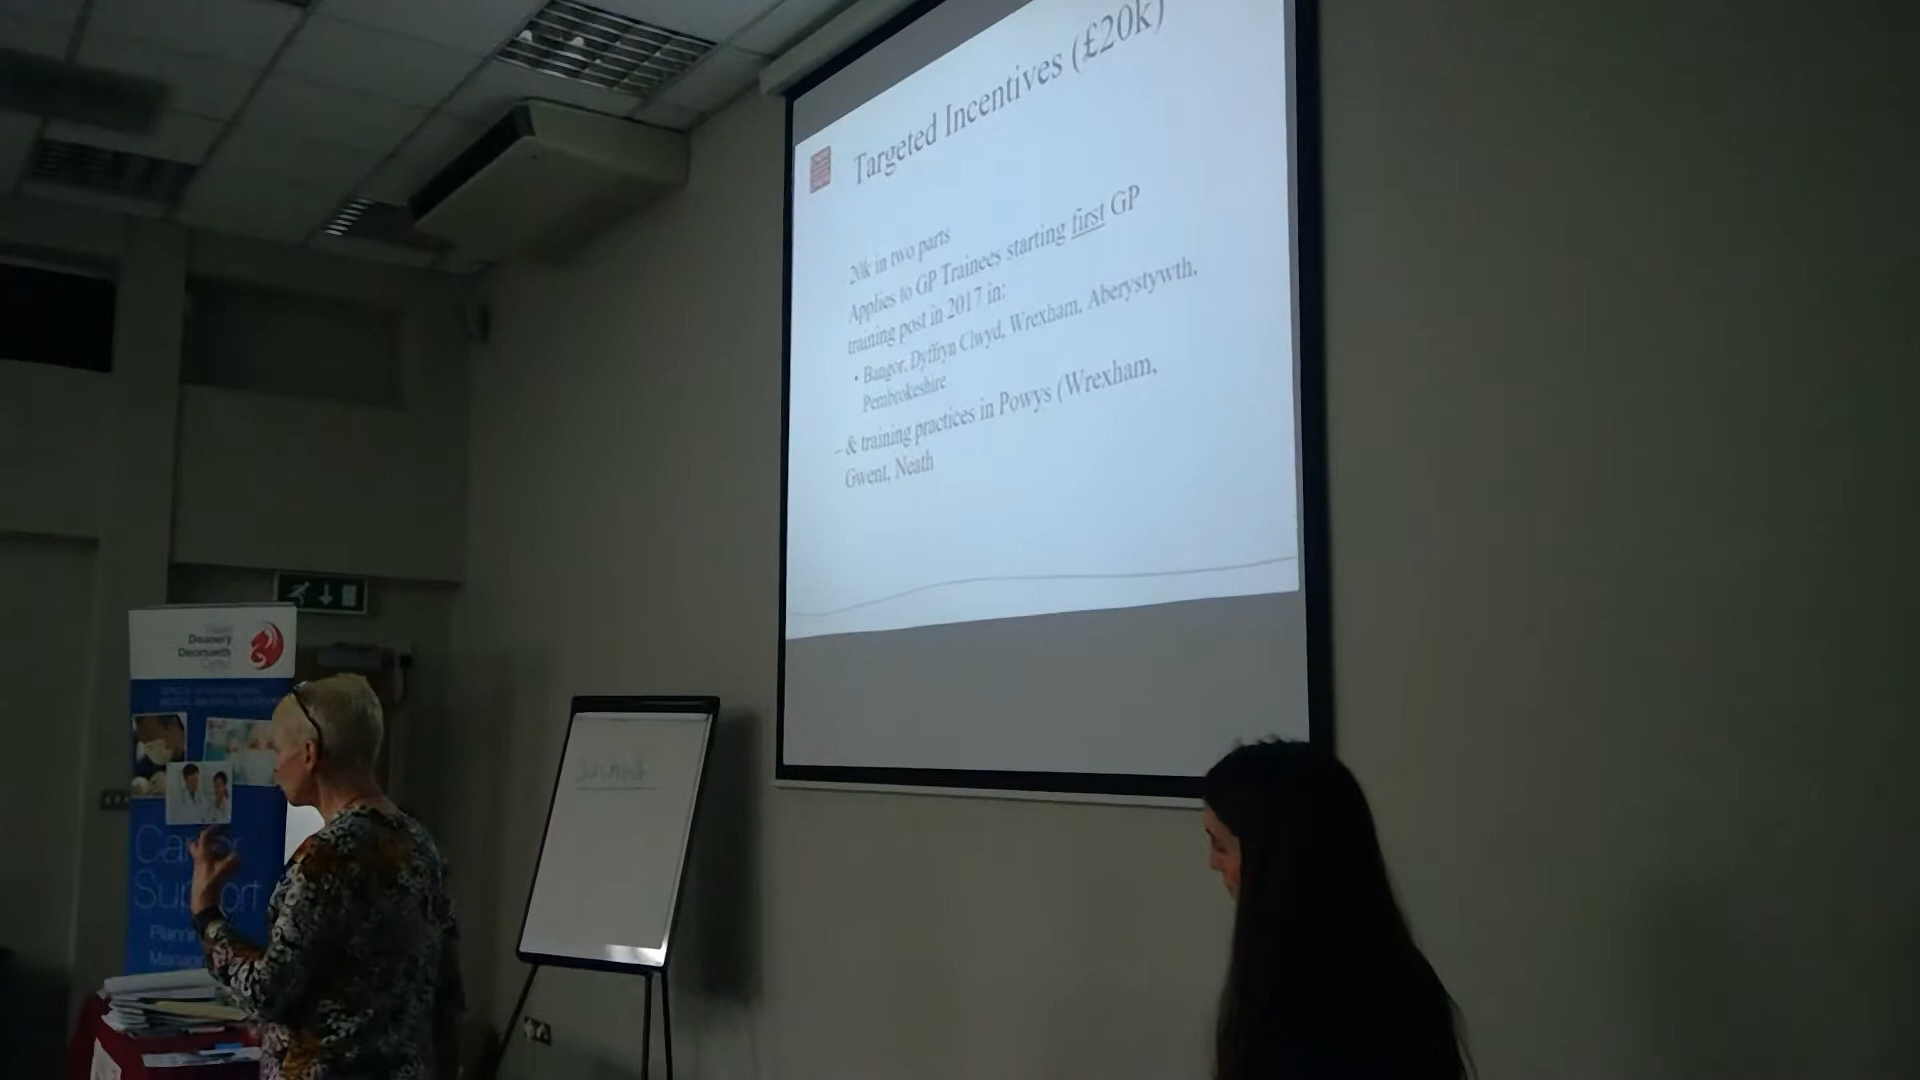 Targeted Incentives (£20k)
20k in two parts
Applies to GP Trainees starting first GP
training post in 2017 in:
• Bangor, Dyffryn Clwyd, Wrexham, Aberystywth,
Pembrokeshire
– & training practices in Powys (Wrexham,
Gwent, Neath
Deanery
Deoniaeth
Career
Support